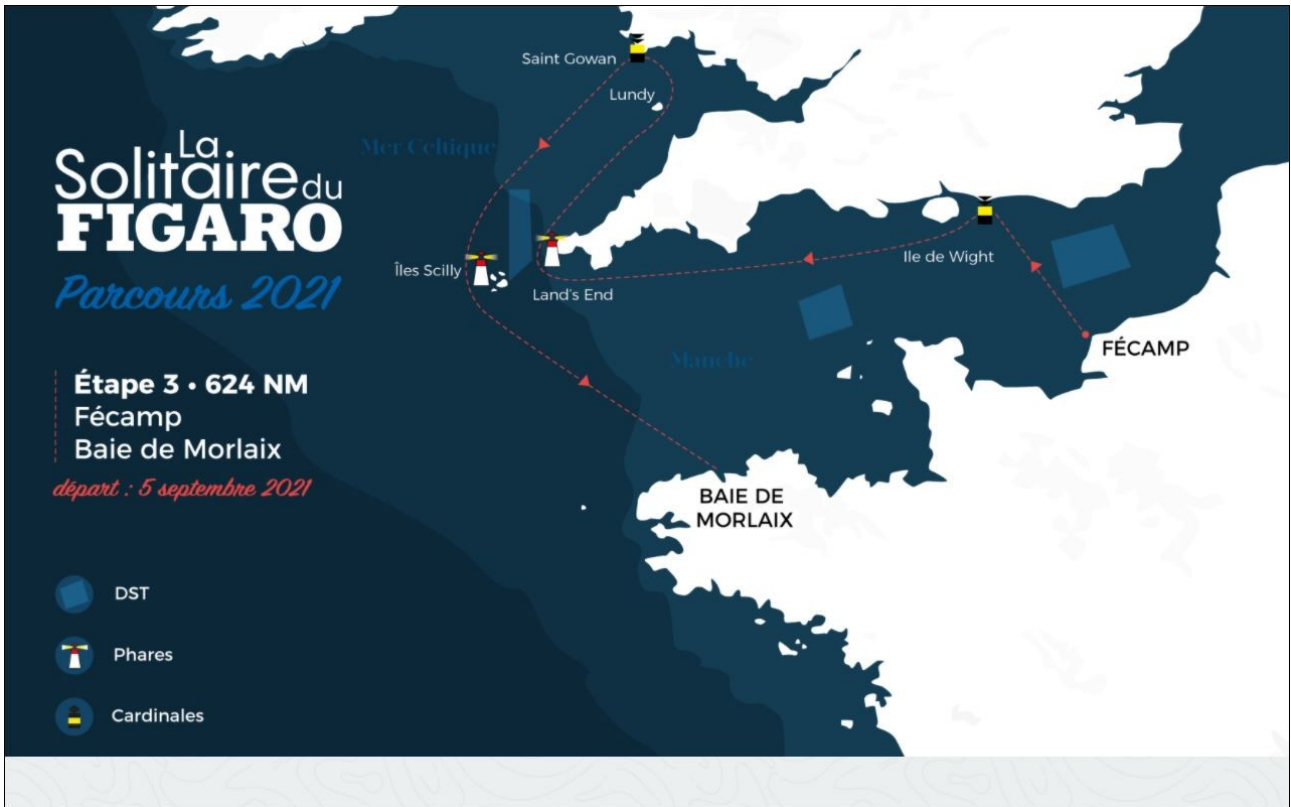 La
Solitaire du
FIGARO
Parcours 2021
Étape 3 • 624 NM
Fécamp
Baie de Morlaix
départ : 5 septembre 2021
DST
Phares
Cardinales
Saint Gowan
Lundy
Mer Celtique
Îles Scilly
Land's End
Ile de Wight
Manche
FÉCAMP
BAIE DE
MORLAIX